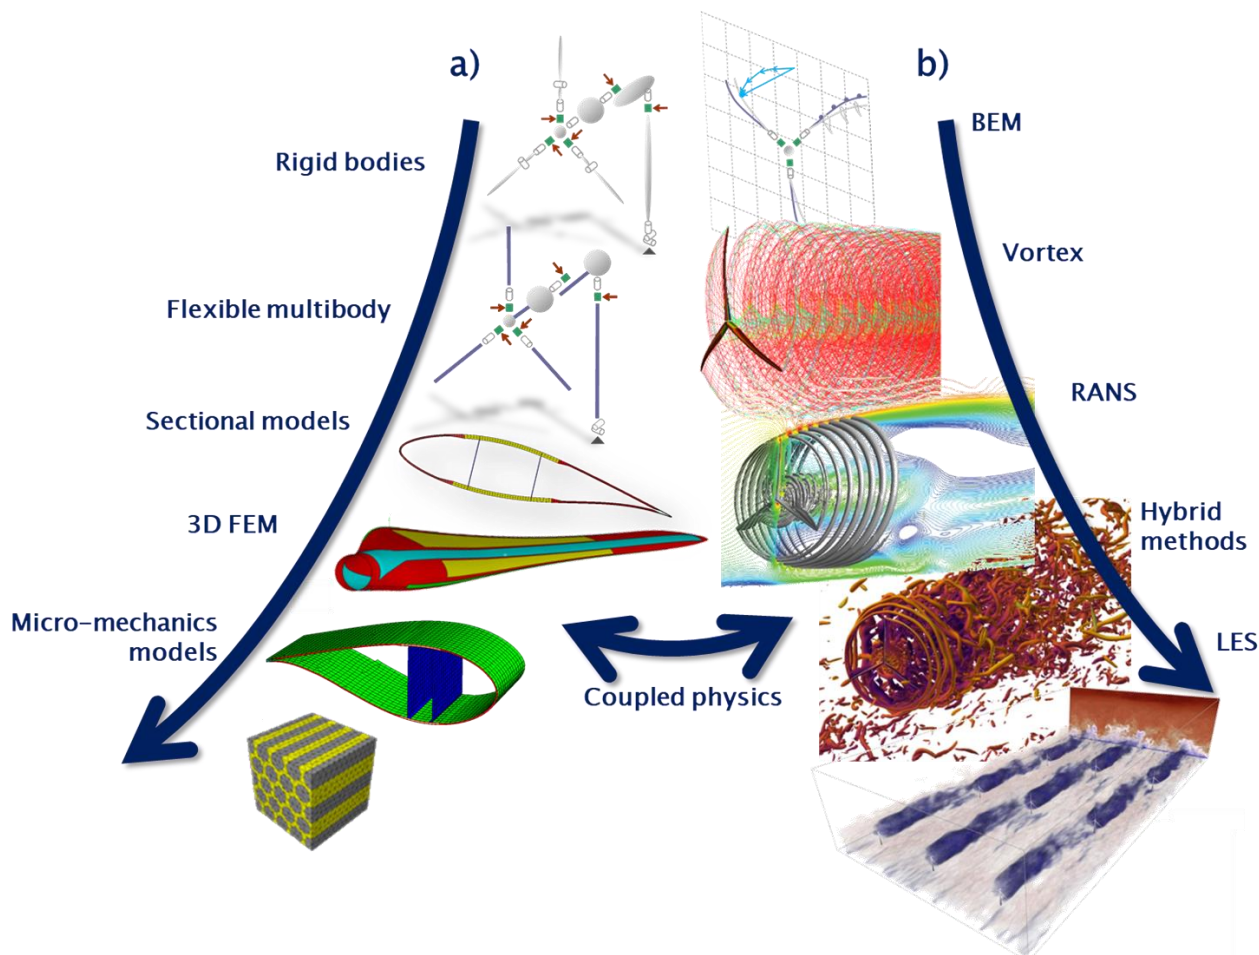 a)
Rigid bodies
Flexible multibody
Sectional models
3D FEM
Micro-mechanics
models
Coupled physics
b)
BEM
Vortex
RANS
Hybrid
methods
LES